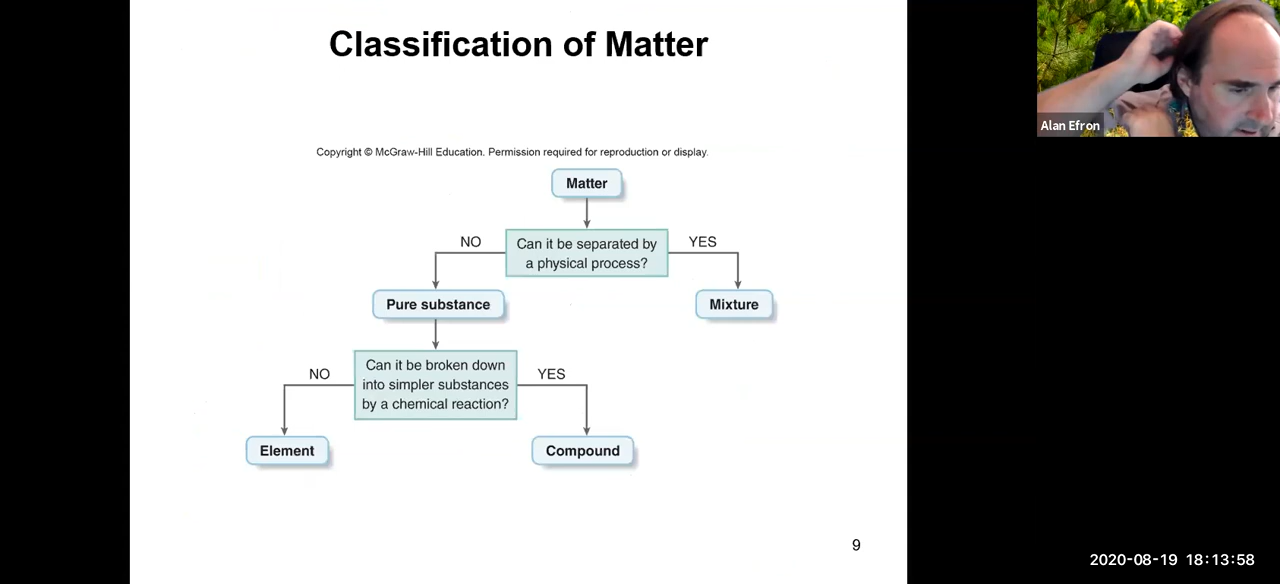 Classification of Matter
Alan Efron
Copyright © McGraw-Hill Education. Permission required for reproduction or display.
Matter
NO
Can it be separated by
a physical process?
YES
Pure substance
Mixture
NO
Can it be broken down
into simpler substances
by a chemical reaction?
YES
Element
Compound
9
2020-08-19 18:13:58